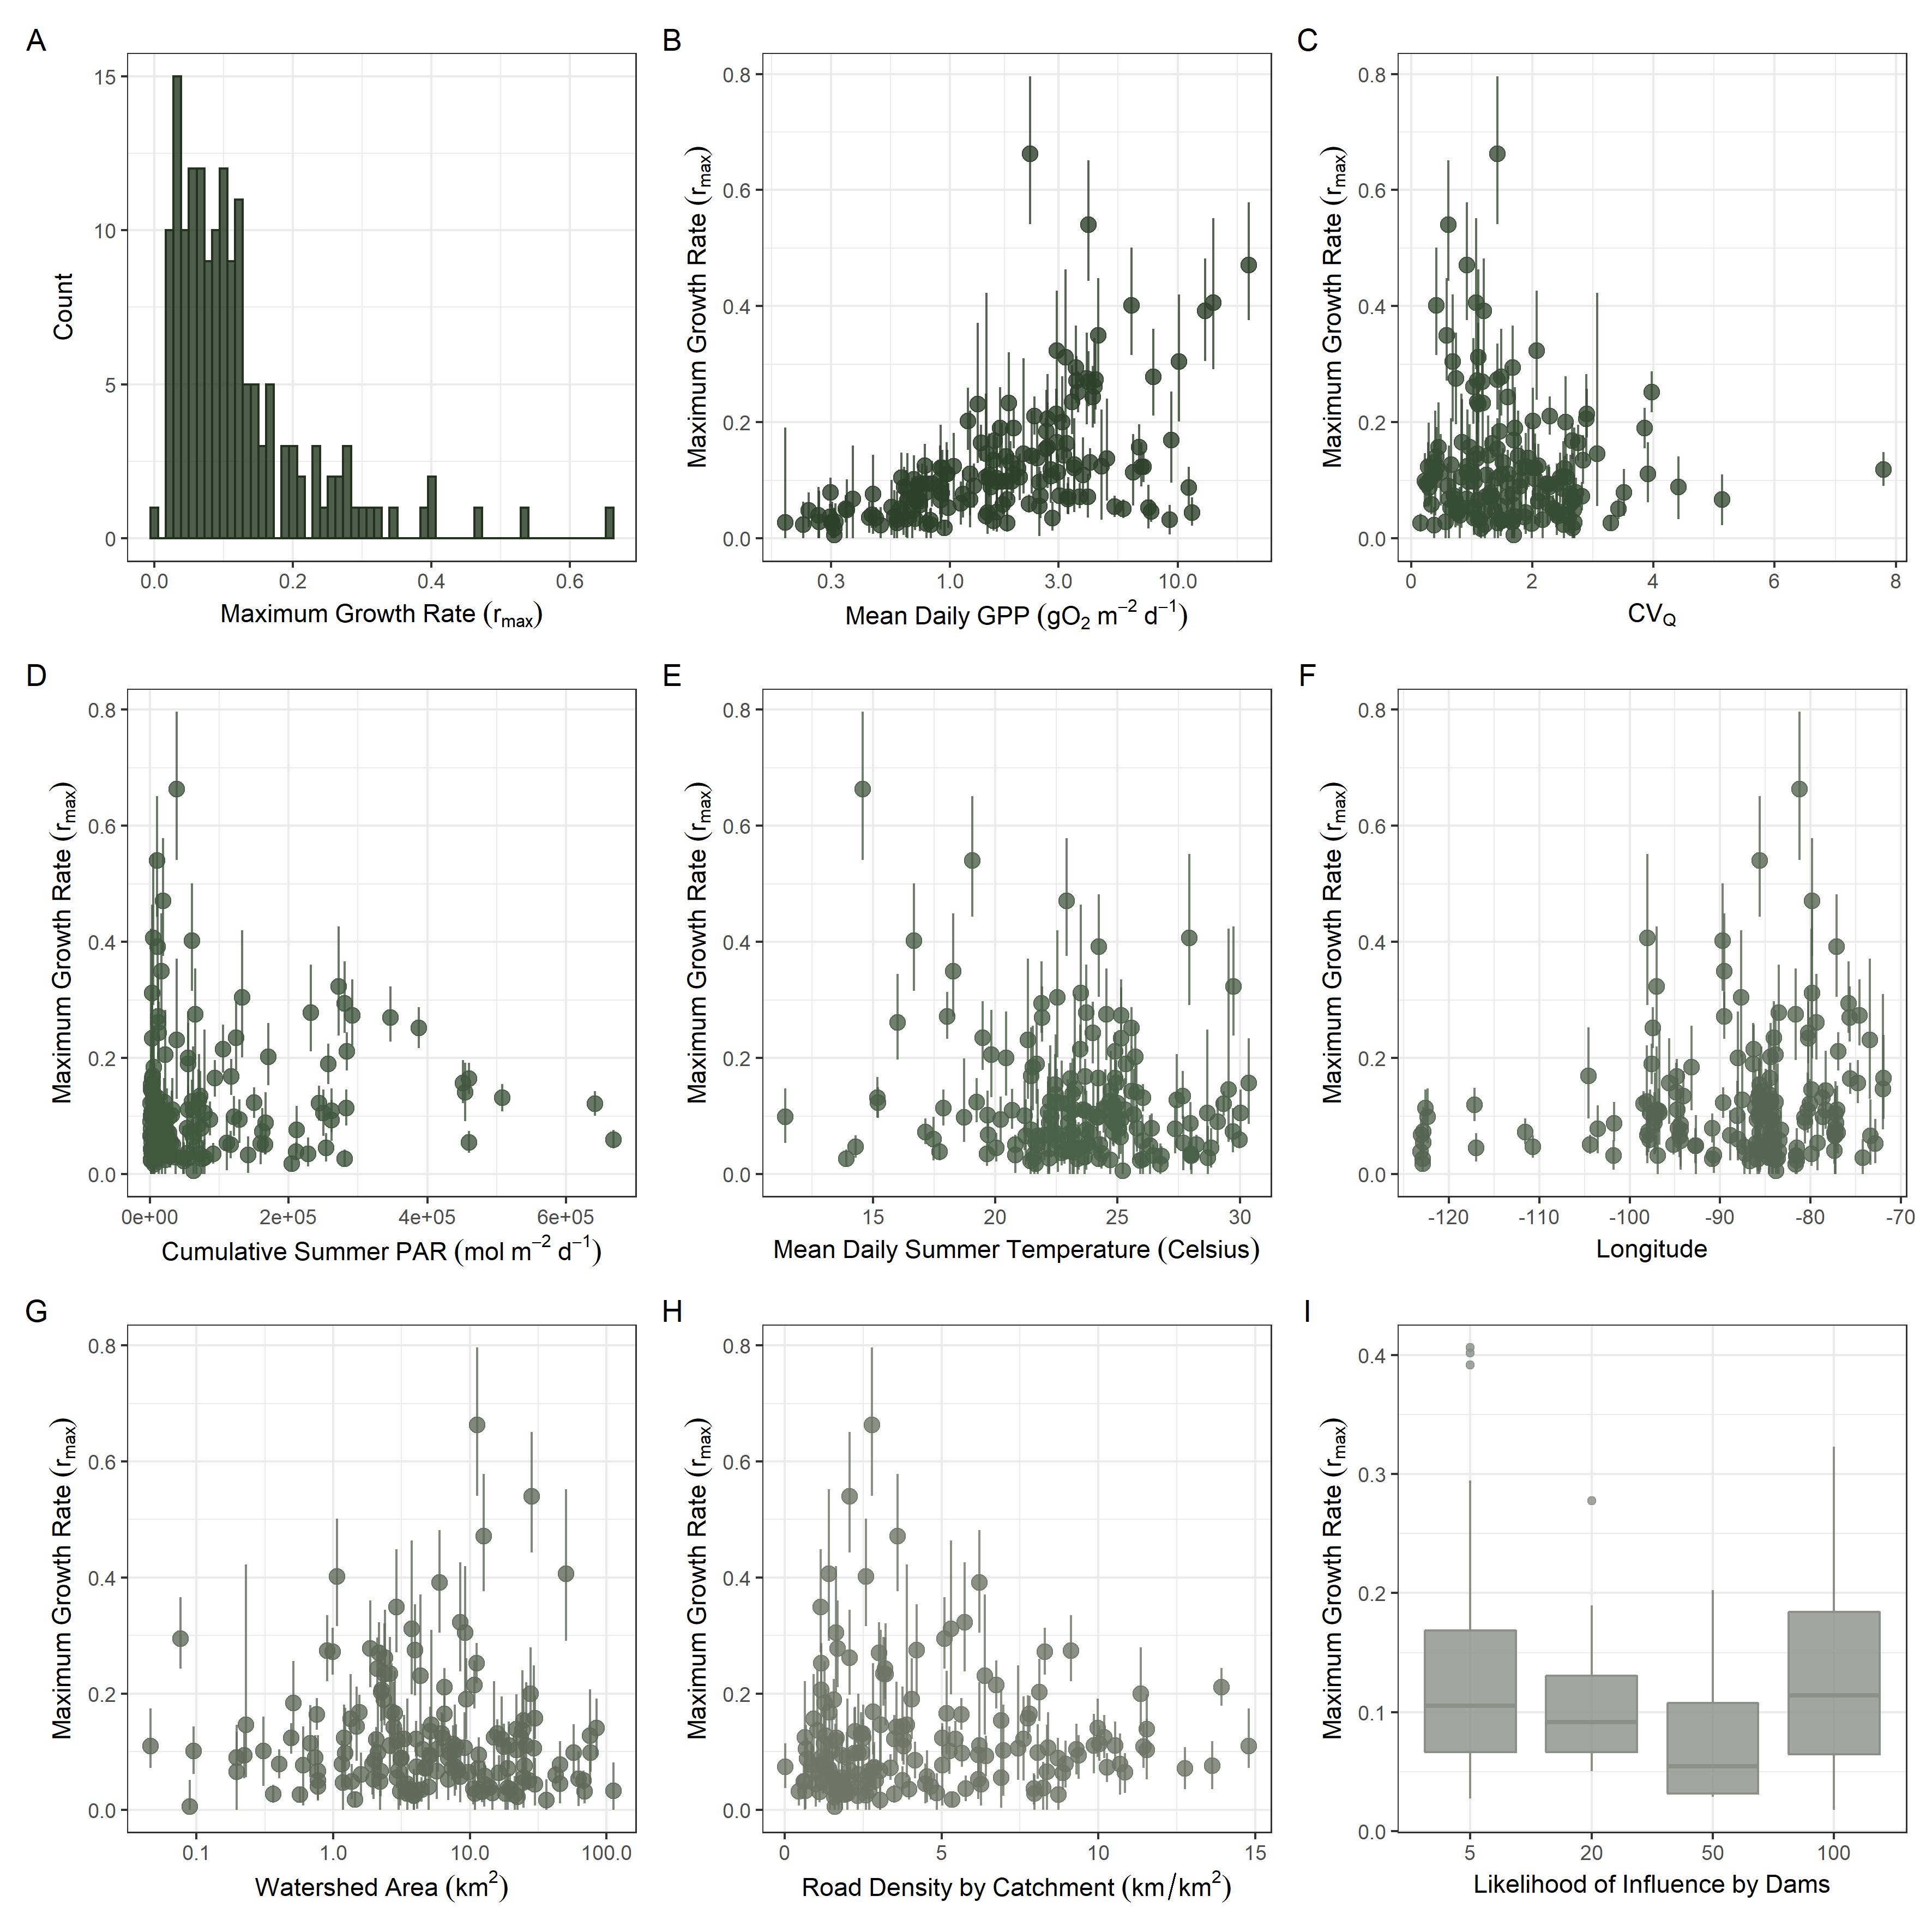 A
15
10
5
0
Count
0.0 0.2 0.4 0.6
Maximum Growth Rate (rmax)
B
0.8
0.6
0.4
0.2
0.0
Maximum Growth Rate (rmax)
0.3 1.0 3.0 10.0
Mean Daily GPP (gO2 m−2 d−1)
C
0.8
0.6
0.4
0.2
0.0
Maximum Growth Rate (rmax)
0 2 4 6 8
CVQ
D
0.8
0.6
0.4
0.2
0.0
Maximum Growth Rate (rmax)
0e+00 2e+05 4e+05 6e+05
Cumulative Summer PAR (mol m−2 d−1)
E
0.8
0.6
0.4
0.2
0.0
Maximum Growth Rate (rmax)
15 20 25 30
Mean Daily Summer Temperature (Celsius)
F
0.8
0.6
0.4
0.2
0.0
Maximum Growth Rate (rmax)
-120 -110 -100 -90 -80 -70
Longitude
G
0.8
0.6
0.4
0.2
0.0
Maximum Growth Rate (rmax)
0.1 1.0 10.0 100.0
Watershed Area (km2)
H
0.8
0.6
0.4
0.2
0.0
Maximum Growth Rate (rmax)
0 5 10 15
Road Density by Catchment (km/km2)
I
0.4
0.3
0.2
0.1
0.0
Maximum Growth Rate (rmax)
5 20 50 100
Likelihood of Influence by Dams